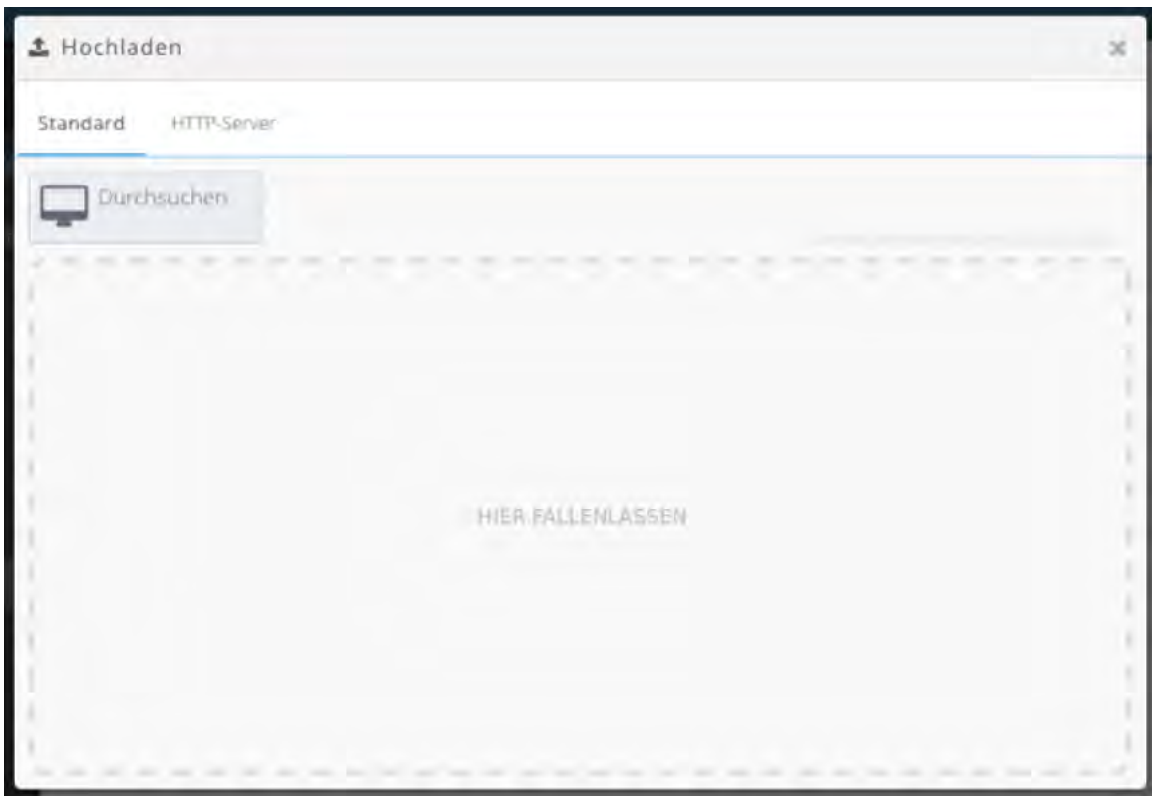 Hochladen
Standard
HTTP-Server
Durchsuchen
HIER FALLENLASSEN